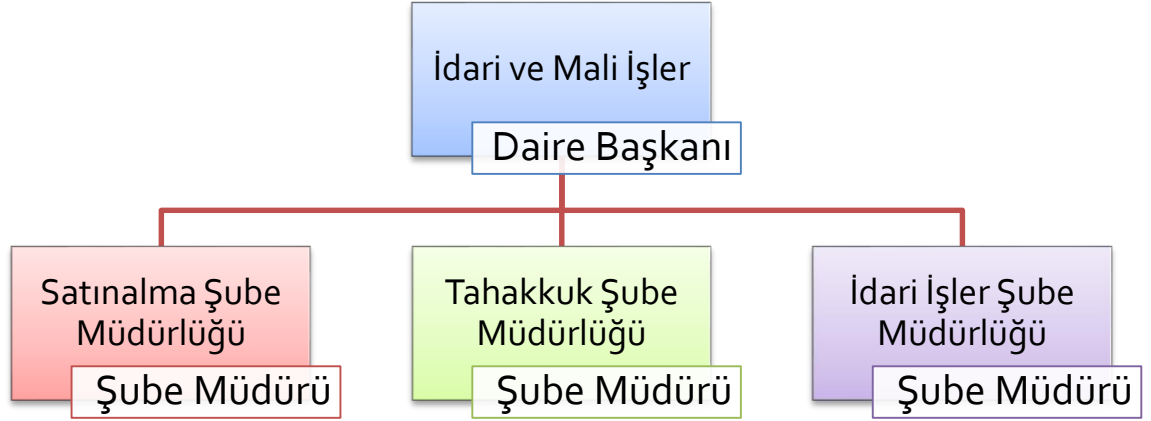 İdari ve Mali İşler
Daire Başkanı
Satınalma Şube
Müdürlüğü
Şube Müdürü
Tahakkuk Şube
Müdürlüğü
Şube Müdürü
İdari İşler Şube
Müdürlüğü
Şube Müdürü